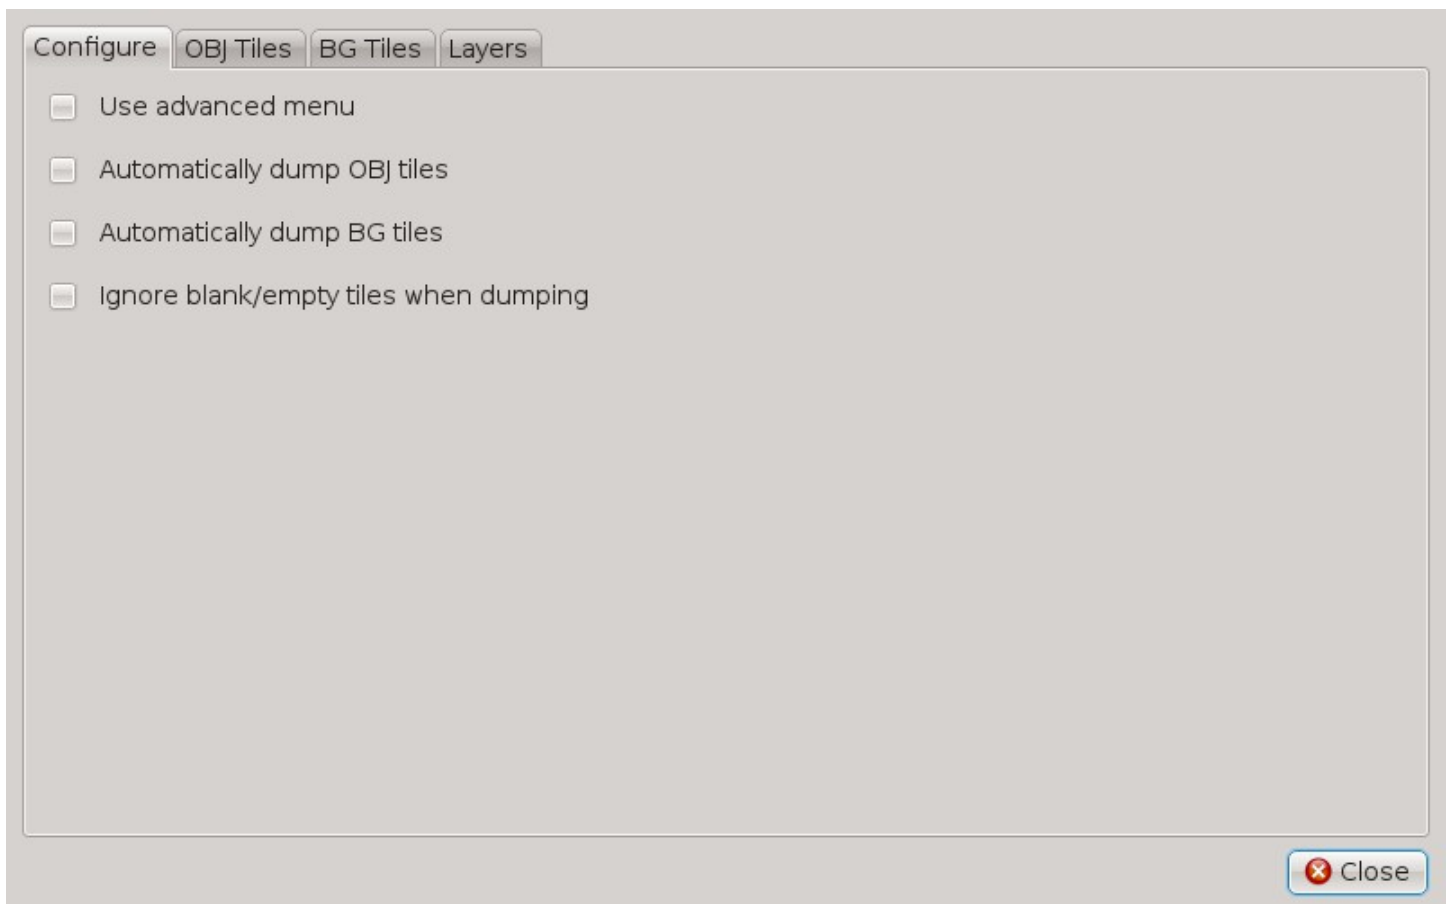 Configure OBJ Tiles BG Tiles Layers
Use advanced menu
Automatically dump OBJ tiles
Automatically dump BG tiles
Ignore blank/empty tiles when dumping
Close